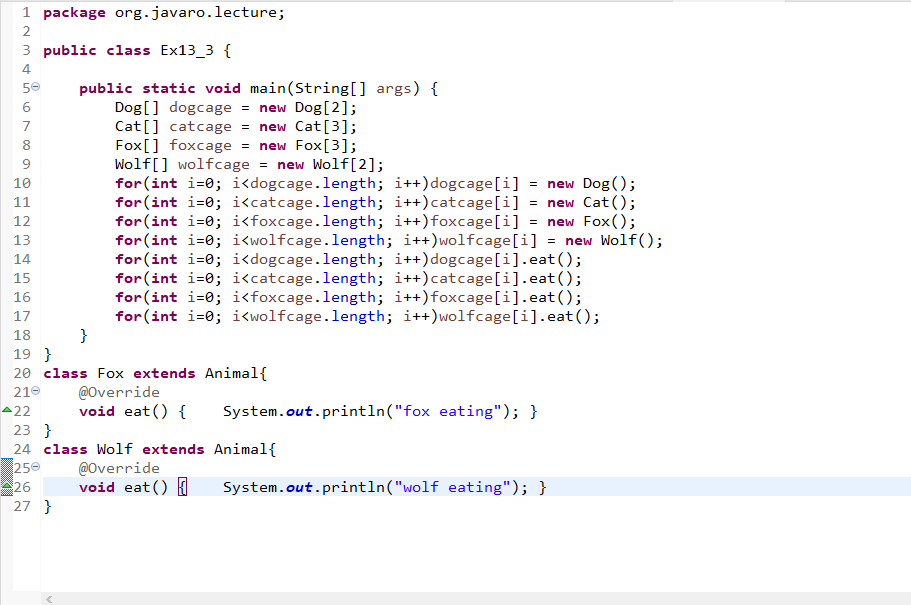 1 package org.javaro.lecture;
2
3 public class Ex13_3 {
4
5 public static void main(String[] args) {
6 Dog[] dogcage = new Dog[2];
7 Cat[] catcage = new Cat[3];
8 Fox[] foxcage = new Fox[3];
9 Wolf[] wolfcage = new Wolf[2];
10 for(int i=0; i<dogcage.length; i++)dogcage[i] = new Dog();
11 for(int i=0; i<catcage.length; i++)catcage[i] = new Cat();
12 for(int i=0; i<foxcage.length; i++)foxcage[i] = new Fox();
13 for(int i=0; i<wolfcage.length; i++)wolfcage[i] = new Wolf();
14 for(int i=0; i<dogcage.length; i++)dogcage[i].eat();
15 for(int i=0; i<catcage.length; i++)catcage[i].eat();
16 for(int i=0; i<foxcage.length; i++)foxcage[i].eat();
17 for(int i=0; i<wolfcage.length; i++)wolfcage[i].eat();
18 }
19 }
20 class Fox extends Animal{
21 @Override
22 void eat() { System.out.println("fox eating"); }
23 }
24 class Wolf extends Animal{
25 @Override
26 void eat() { System.out.println("wolf eating"); }
27 }